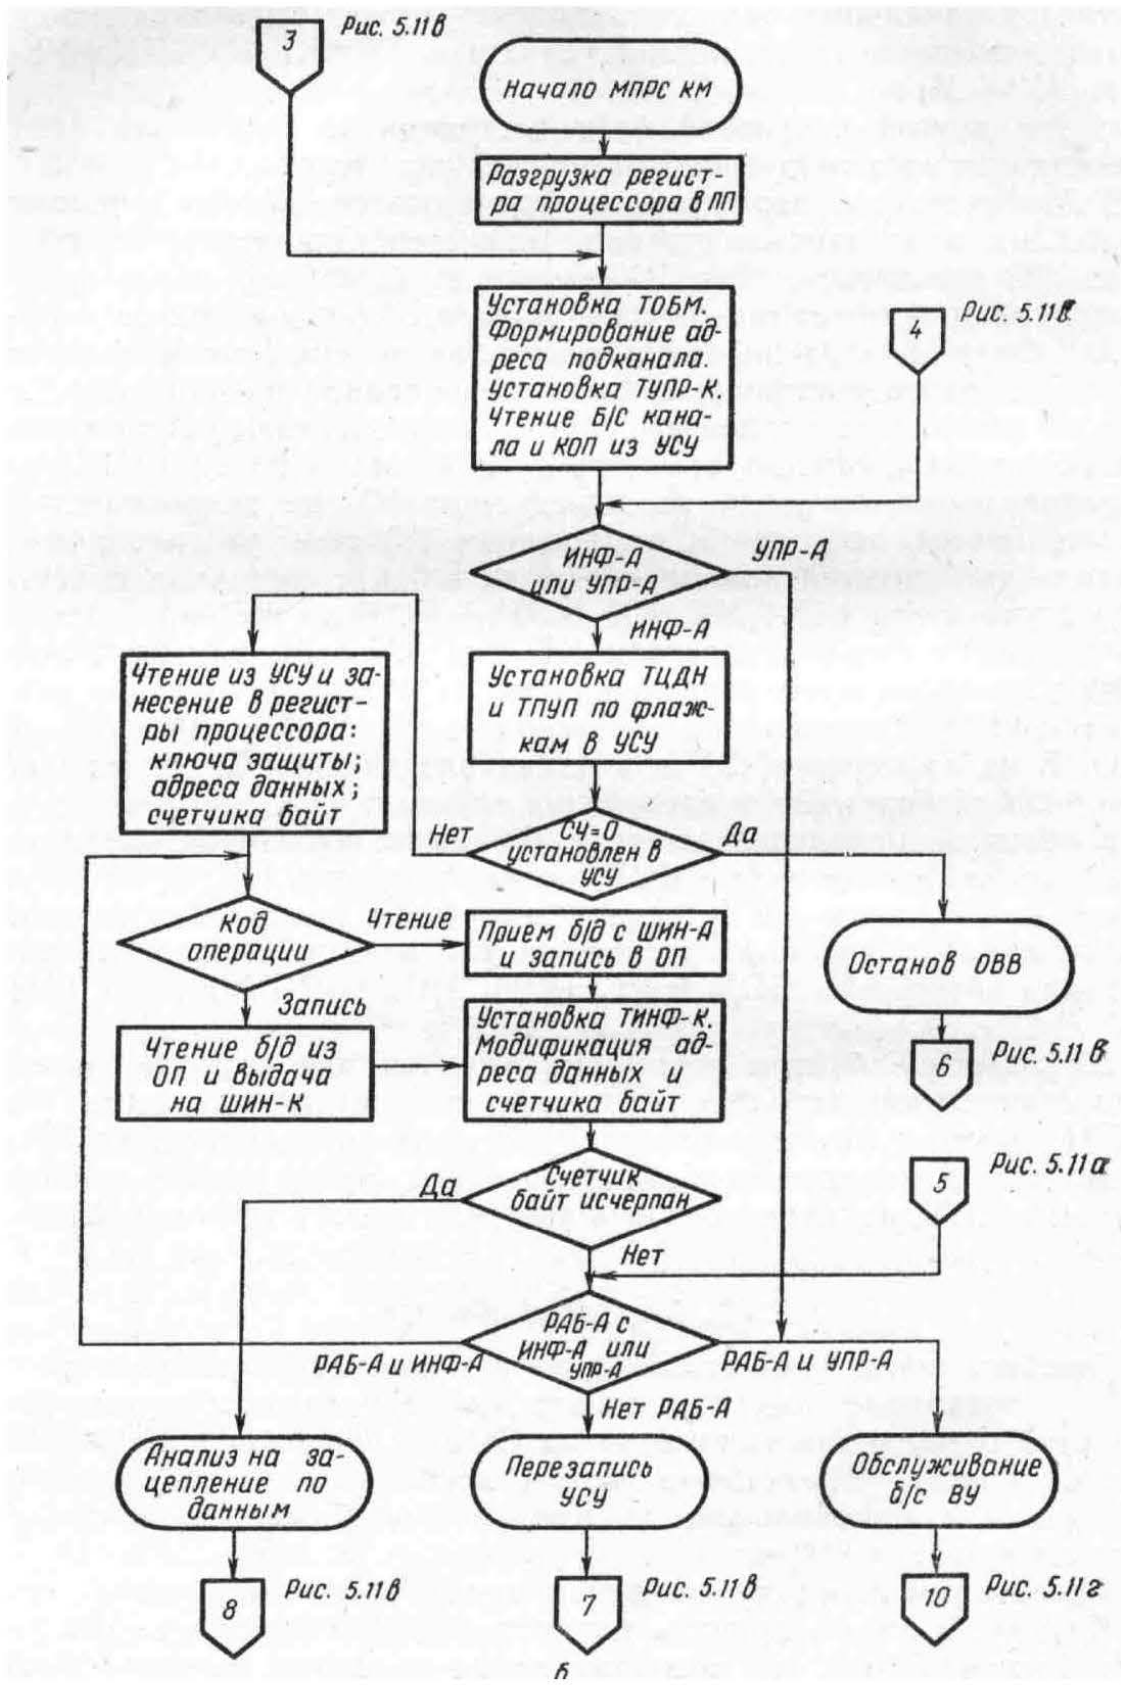 3
Рис. 5.11в
Начало МПРС КМ
Разгрузка регист-
ра процессора в ЛП
Установка ТОБМ.
Формирование ад-
реса подканала.
Установка ТУПР-К.
Чтение Б/С кана-
ла и КОП из УСУ
4
Рис. 5.11в
ИНФ-А
или УПР-А
УПР-А
ИНФ-А
Чтение из УСУ и за-
несение в регист-
ры процессора:
ключа защиты;
адреса данных;
счетчика байт
Установка ТЦДН
и ТПУП по флаж-
кам в УСУ
Нет
СЧ=0
установлен в
УСУ
Да
Код
операции
Чтение
Прием б/д с ШИН-А
и запись в ОП
Останов ОВВ
Запись
Чтение б/д из
ОП и выдача
на ШИН-К
Установка ТИНФ-К.
Модификация ад-
реса данных и
счетчика байт
6
Рис. 5.11в
Да
Счетчик
байт исчерпан
5
Рис. 5.11а
Нет
РАБ-А с
ИНФ-А или
УПР-А
РАБ-А и ИНФ-А
РАБ-А и УПР-А
Нет РАБ-А
Анализ на за-
цепление по
данным
Перезапись
УСУ
Обслуживание
б/с ВУ
8
Рис. 5.11в
7
Рис. 5.11в
10
Рис. 5.11г